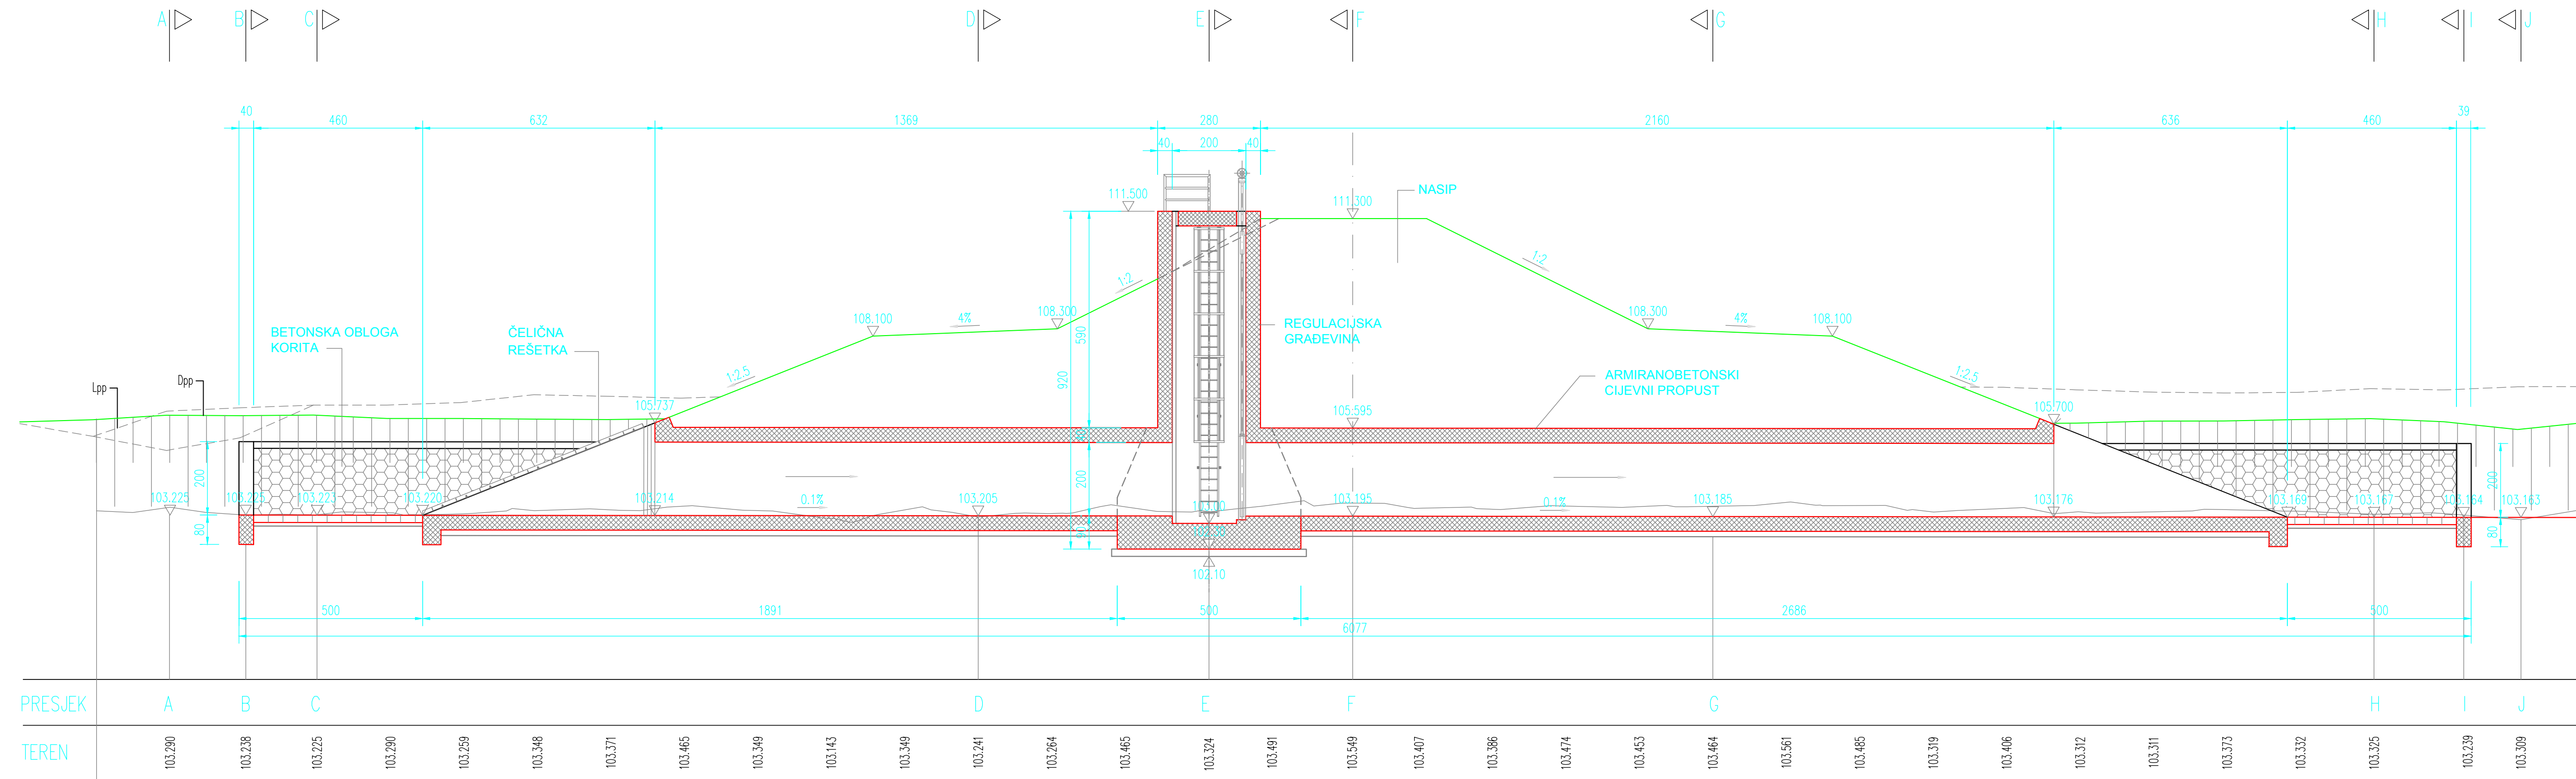 A B C D E F G H I J
40 460 632 1369 280 2160 636 460 39
40 200 40
111.500
111.300
NASIP
1:2
1:2
108.100
4%
108.300
108.300
4%
108.100
BETONSKA OBLOGA
KORITA
ČELIČNA
REŠETKA
REGULACIJSKA
GRAĐEVINA
590
920
1:2.5
1:2.5
ARMIRANOBETONSKI
CIJEVNI PROPUST
Lpp
Dpp
105.737
105.595
105.700
200
200
200
103.225 103.225 103.223 103.220 103.214 0.1% 103.205 103.00 103.195 0.1% 103.185 103.176 103.169 103.167 103.164 103.163
80
90
80
102.10
500 1891 500 2686 500
6077
PRESJEK A B C D E F G H I J
TEREN 103.290 103.238 103.225 103.290 103.259 103.348 103.371 103.465 103.349 103.143 103.349 103.241 103.264 103.465 103.324 103.491 103.549 103.407 103.386 103.474 103.453 103.464 103.561 103.485 103.319 103.406 103.312 103.311 103.373 103.332 103.325 103.239 103.309